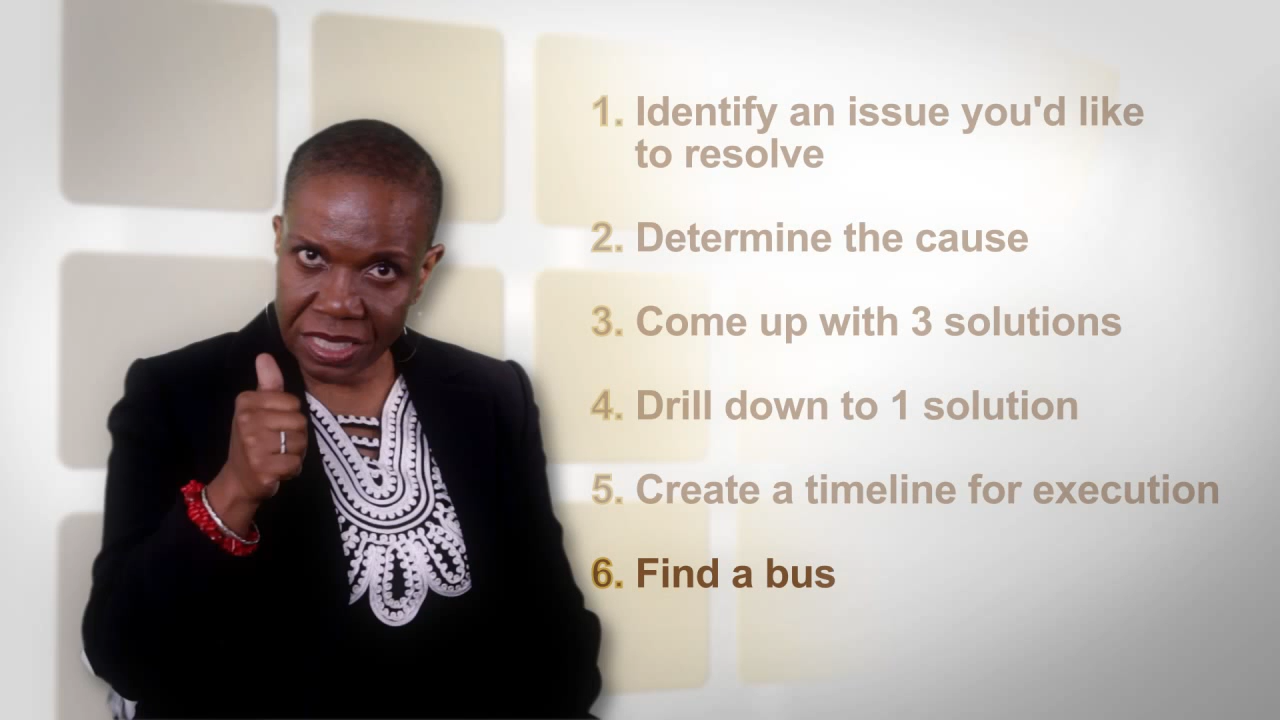 1. Identify an issue you'd like
to resolve
2. Determine the cause
3. Come up with 3 solutions
4. Drill down to 1 solution
5. Create a timeline for execution
6. Find a bus